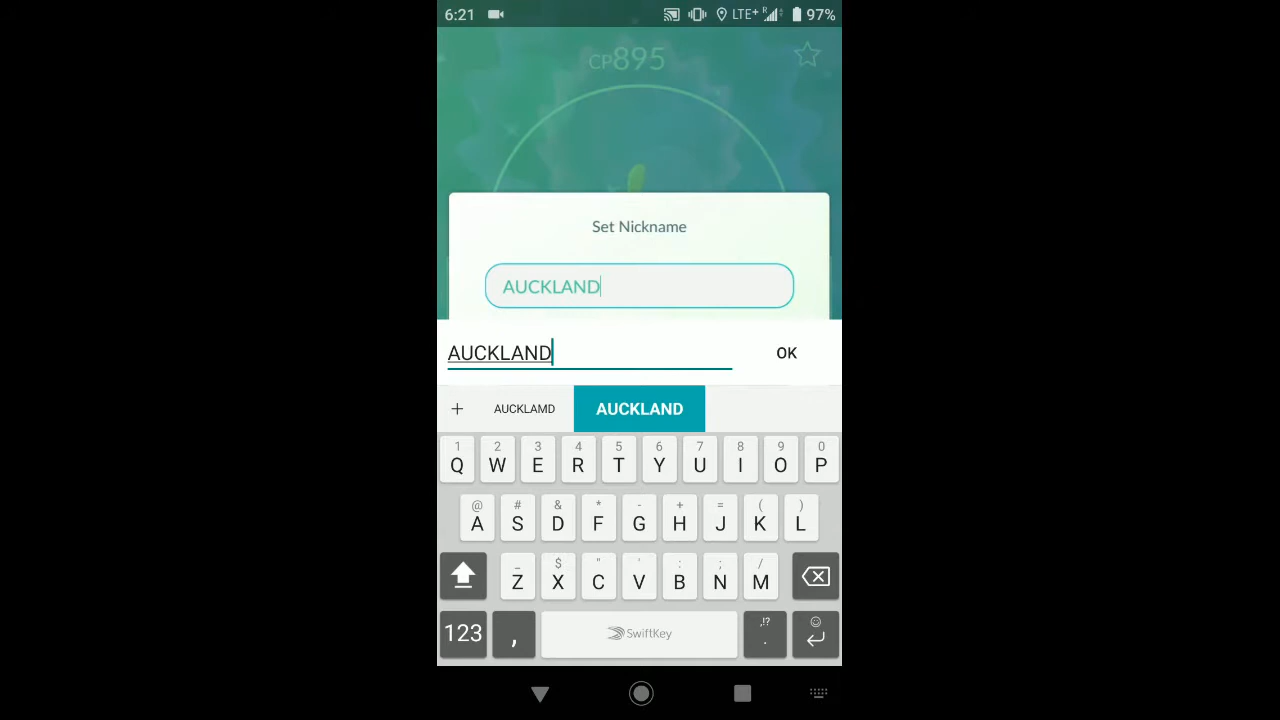 6:21 LTE+ R 97%
CP895
Set Nickname
AUCKLAND
AUCKLAND OK
+ AUCKLAMD AUCKLAND
1 2 3 4 5 6 7 8 9 0
Q W E R T Y U I O P
@ # & * - + = ( )
A S D F G H J K L
_ $ " ' : ; /
Z X C V B N M
123 , SwiftKey ,!? .